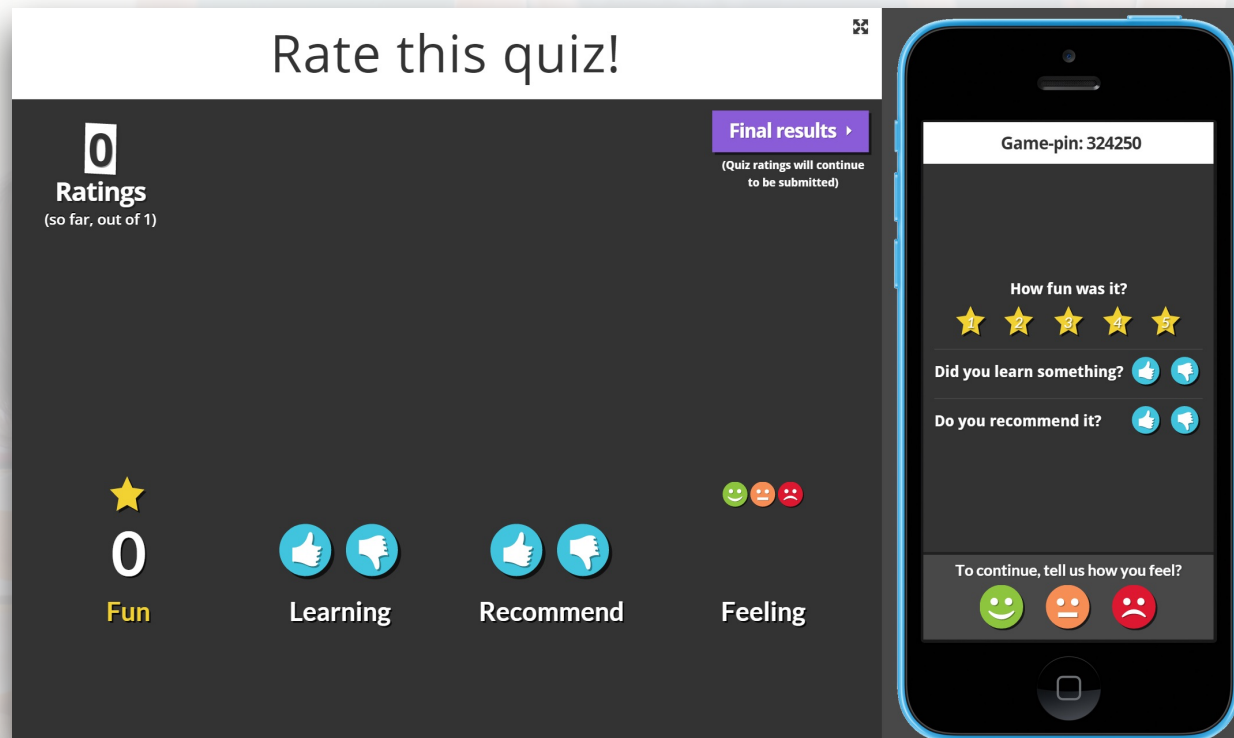 Rate this quiz!
0
Ratings
(so far, out of 1)
Final results
(Quiz ratings will continue
to be submitted)
0
Fun
Learning
Recommend
Feeling
Game-pin: 324250
How fun was it?
1 2 3 4 5
Did you learn something?
Do you recommend it?
To continue, tell us how you feel?